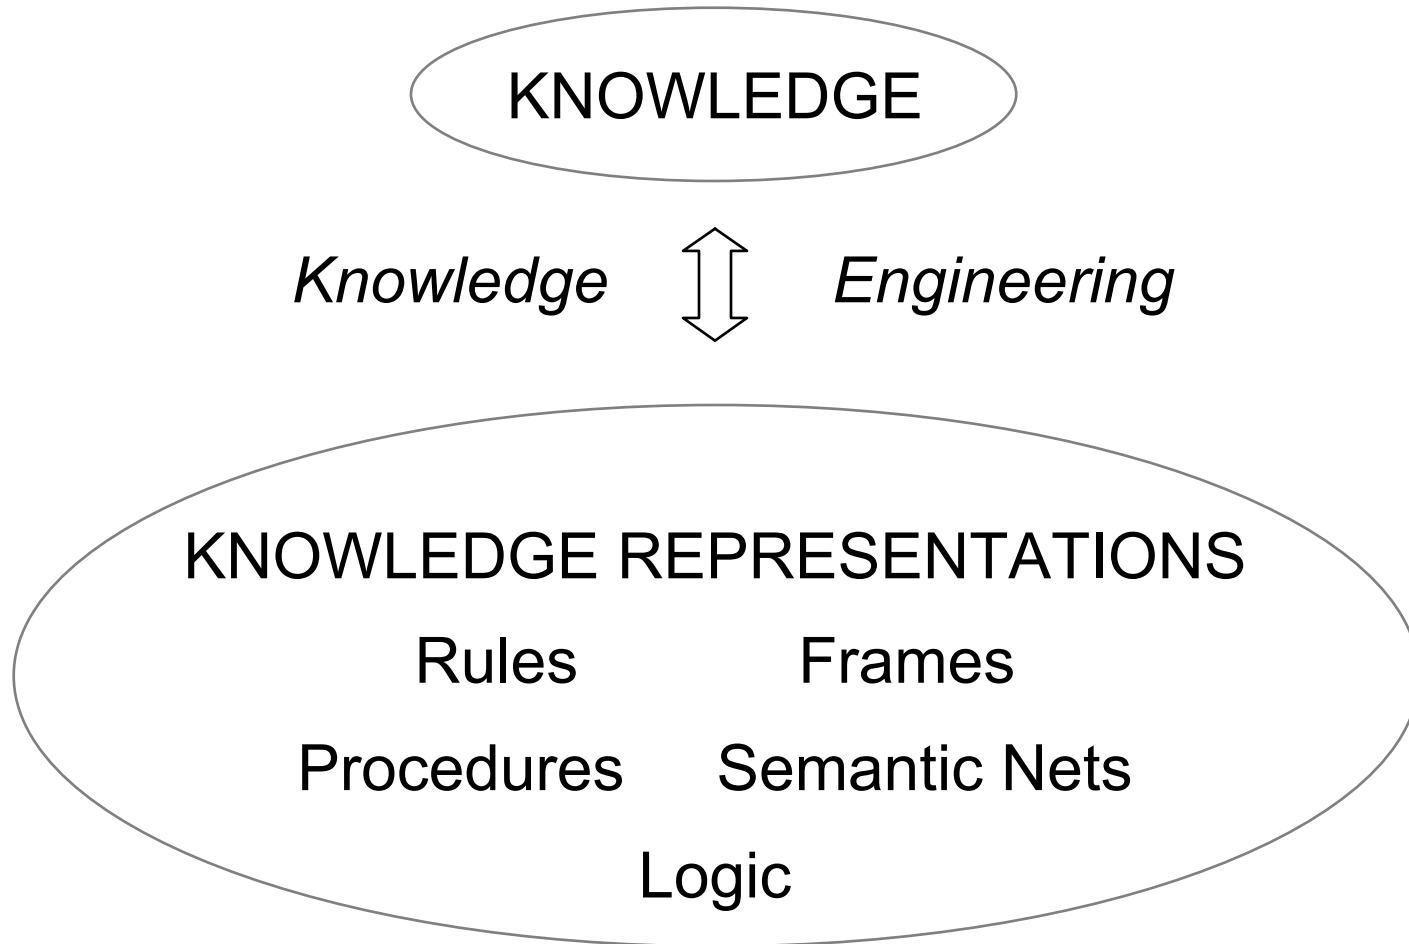 KNOWLEDGE
Knowledge Engineering
KNOWLEDGE REPRESENTATIONS
Rules Frames
Procedures Semantic Nets
Logic